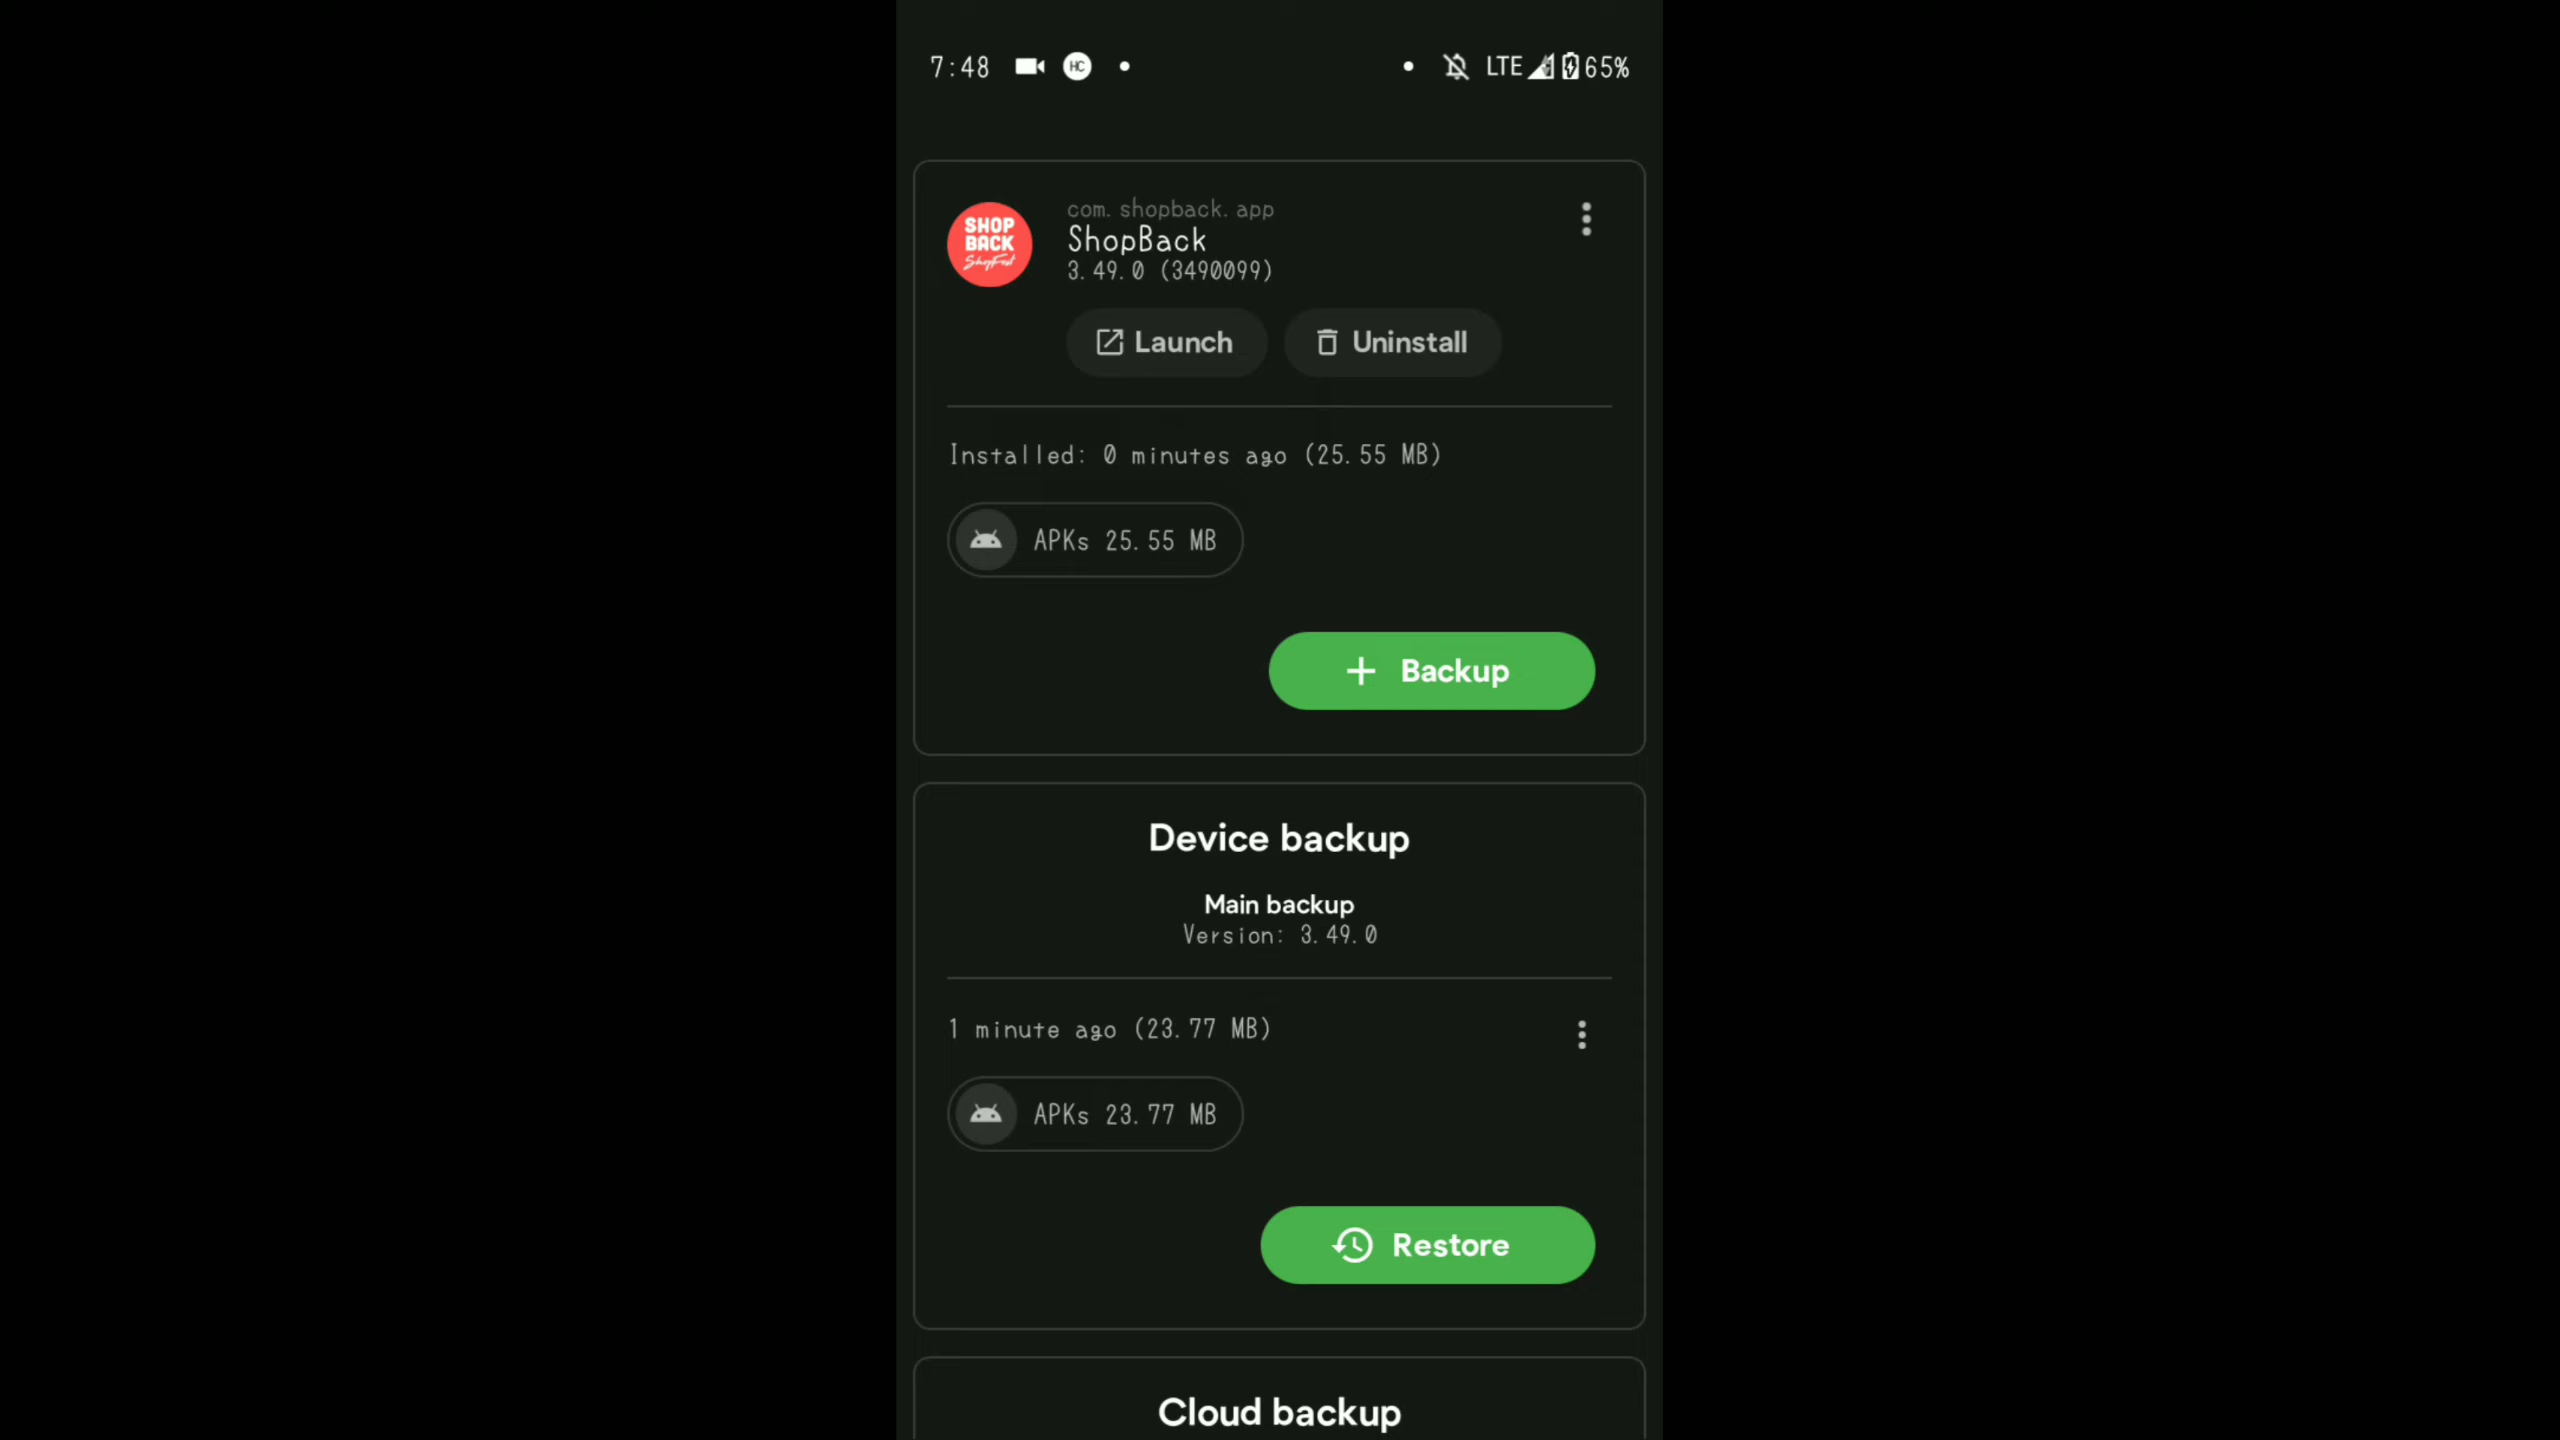 7:48
HC
LTE
65%
SHOP
BACK
ShopFest
com.shopback.app
ShopBack
3.49.0 (3490099)
Launch
Uninstall
Installed: 0 minutes ago (25.55 MB)
APKs 25.55 MB
+ Backup
Device backup
Main backup
Version: 3.49.0
1 minute ago (23.77 MB)
APKs 23.77 MB
Restore
Cloud backup